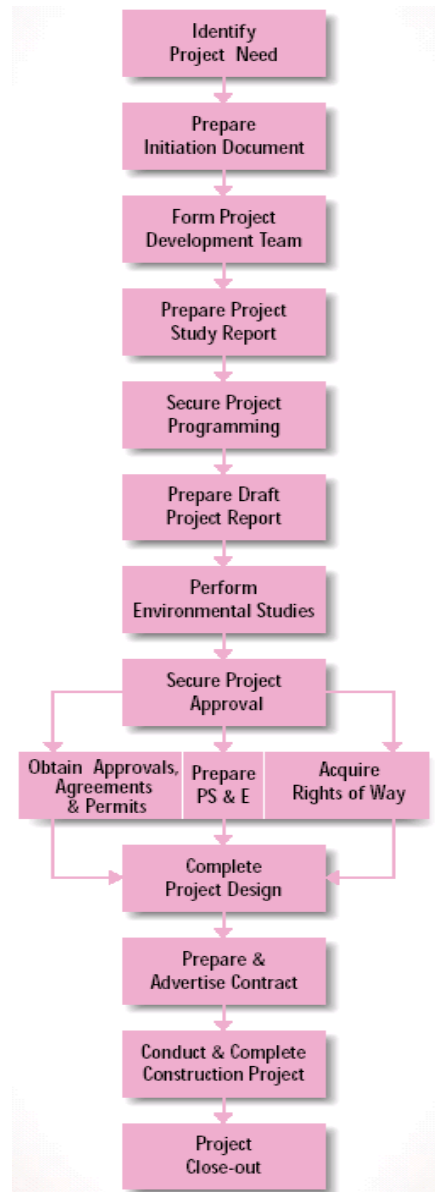 Identify
Project Need
Prepare
Initiation Document
Form Project
Development Team
Prepare Project
Study Report
Secure Project
Programming
Prepare Draft
Project Report
Perform
Environmental Studies
Secure Project
Approval
Obtain Approvals,
Agreements
& Permits
Prepare
PS & E
Acquire
Rights of Way
Complete
Project Design
Prepare &
Advertise Contract
Conduct & Complete
Construction Project
Project
Close-out